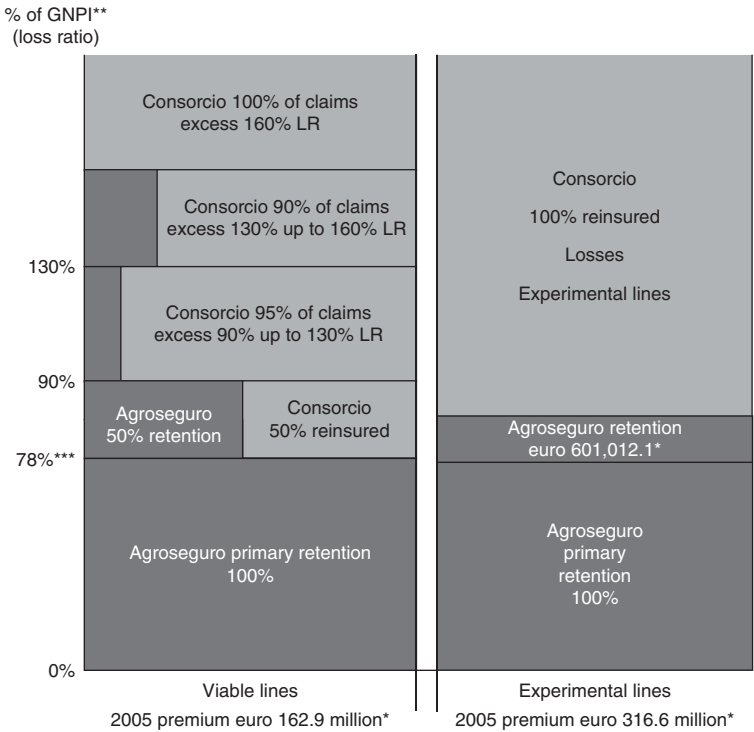 % of GNPI**
(loss ratio)
Consorcio 100% of claims
excess 160% LR
Consorcio 90% of claims
excess 130% up to 160% LR
130%
Consorcio 95% of claims
excess 90% up to 130% LR
90%
Agroseguro
50% retention
Consorcio
50% reinsured
78%***
Agroseguro primary retention
100%
0%
Viable lines
2005 premium euro 162.9 million*
Consorcio
100% reinsured
Losses
Experimental lines
Agroseguro retention
euro 601,012.1*
Agroseguro
primary
retention
100%
Experimental lines
2005 premium euro 316.6 million*